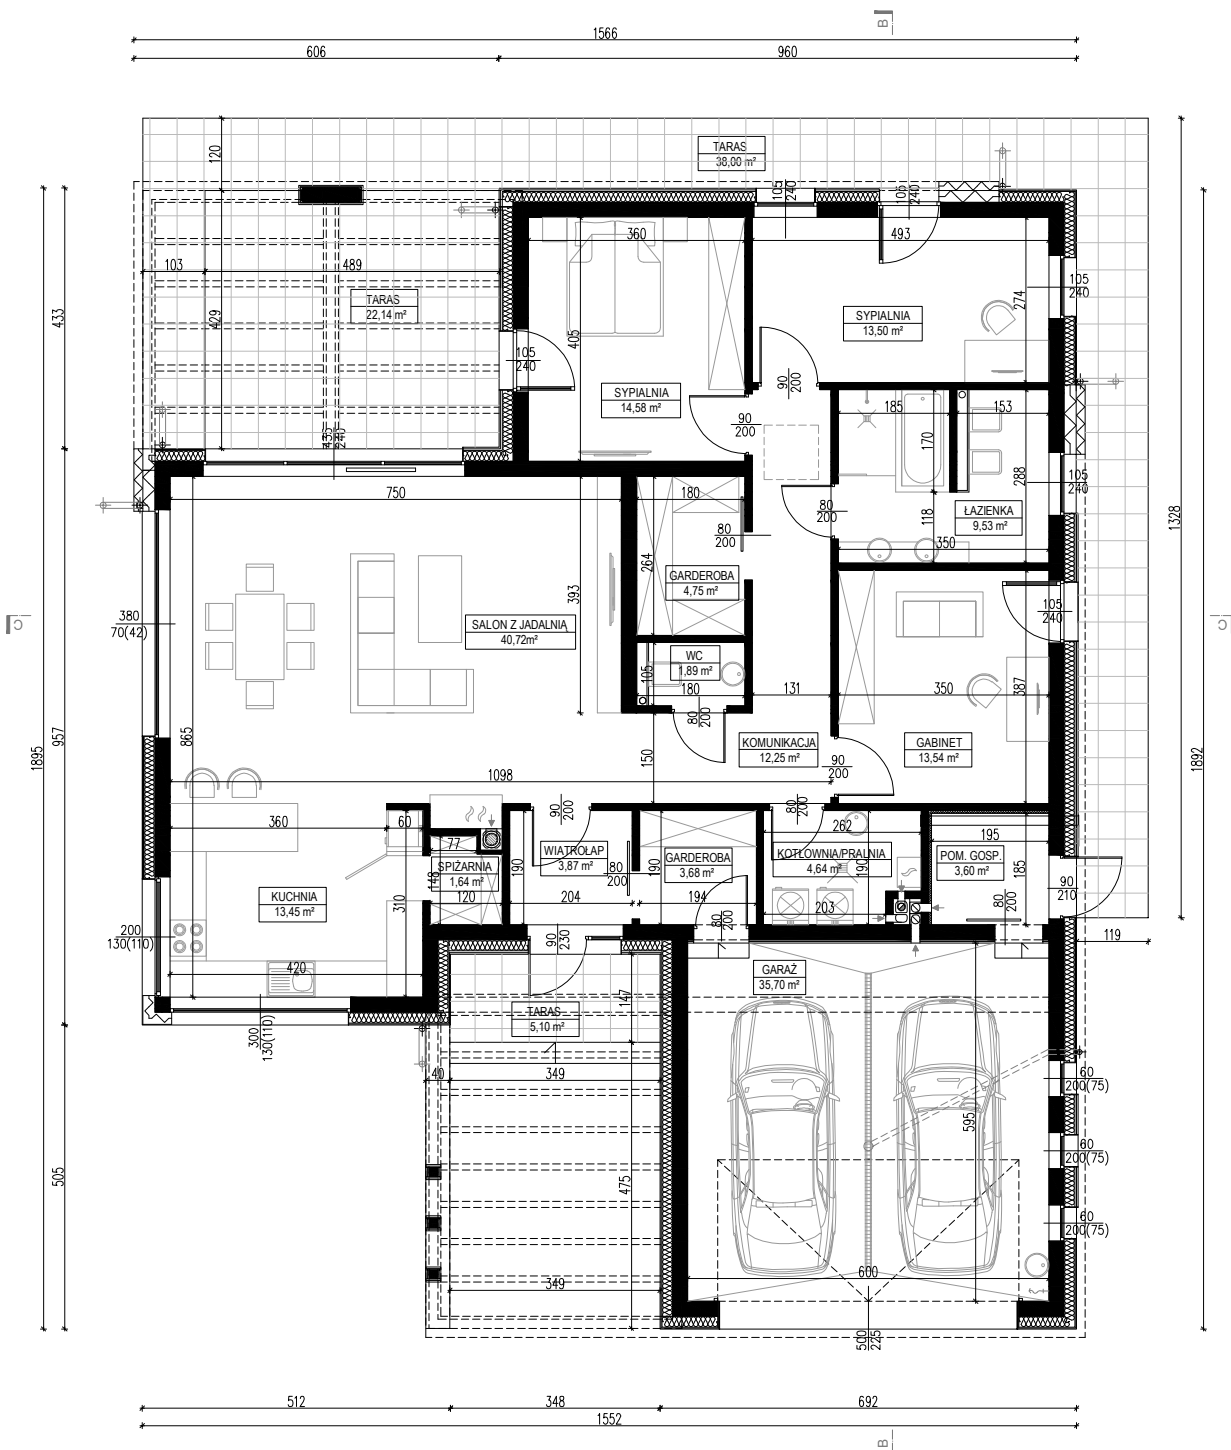 B
1566
606
960
TARAS
38,00 m²
120
105
240
105
240
360
493
103
489
TARAS
22,14 m²
429
433
405
274
105
240
SYPIALNIA
13,50 m²
105
240
90
200
SYPIALNIA
14,58 m²
90
200
185
153
170
288
436
240
105
240
750
180
80
200
118
ŁAZIENKA
9,53 m²
350
80
200
1328
264
393
GARDEROBA
4,75 m²
105
240
C
C
380
70(42)
SALON Z JADALNIĄ
40,72m²
WC
1,89 m²
105
180
131
350
387
80
200
1895
957
865
150
KOMUNIKACJA
12,25 m²
GABINET
13,54 m²
90
200
1892
1098
90
200
80
200
360
60
77
262
195
WIATROŁAP
3,87 m²
GARDEROBA
3,68 m²
KOTŁOWNIA/PRALNIA
4,64 m²
POM. GOSP.
3,60 m²
SPIŻARNIA
1,64 m²
148
190
80
200
190
190
185
90
210
KUCHNIA
13,45 m²
310
120
204
194
203
80
200
200
130(110)
90
230
80
200
119
420
GARAŻ
35,70 m²
147
TARAS
5,10 m²
300
130(110)
40
349
60
200(75)
595
60
200(75)
505
475
60
200(75)
349
600
500
225
512
348
692
1552
B